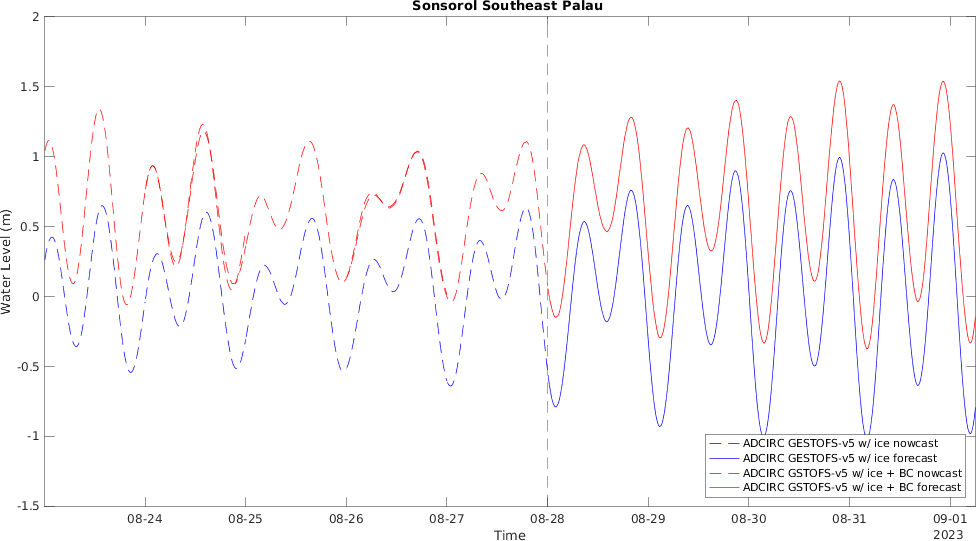 Sonsorol Southeast Palau
2
1.5
1
0.5
0
-0.5
-1
-1.5
Water Level (m)
ADCIRC GESTOFS-v5 w/ ice nowcast
ADCIRC GESTOFS-v5 w/ ice forecast
ADCIRC GSTOFS-v5 w/ ice + BC nowcast
ADCIRC GSTOFS-v5 w/ ice + BC forecast
08-24 08-25 08-26 08-27 08-28 08-29 08-30 08-31 09-01
2023
Time